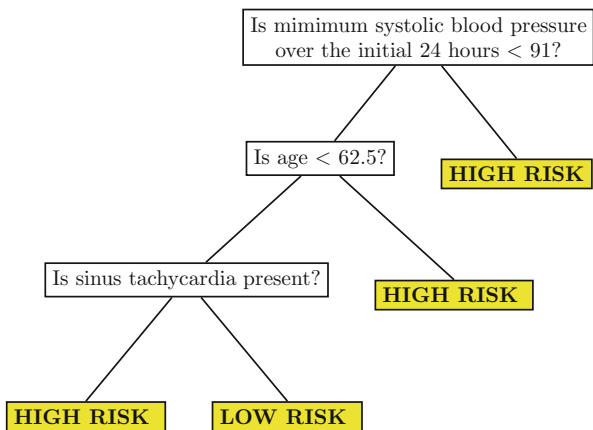 Is mimimum systolic blood pressure
over the initial 24 hours < 91?
Is age < 62.5?
HIGH RISK
Is sinus tachycardia present?
HIGH RISK
HIGH RISK
LOW RISK